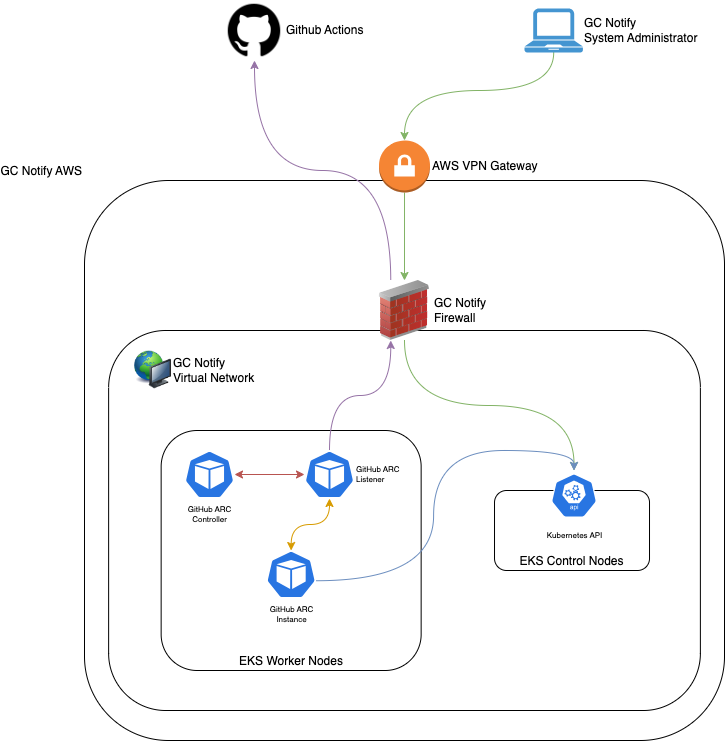 Github Actions
GC Notify
System Administrator
AWS VPN Gateway
GC Notify AWS
GC Notify
Firewall
GC Notify
Virtual Network
GitHub ARC
Listener
GitHub ARC
Controller
api
Kubernetes API
EKS Control Nodes
GitHub ARC
Instance
EKS Worker Nodes